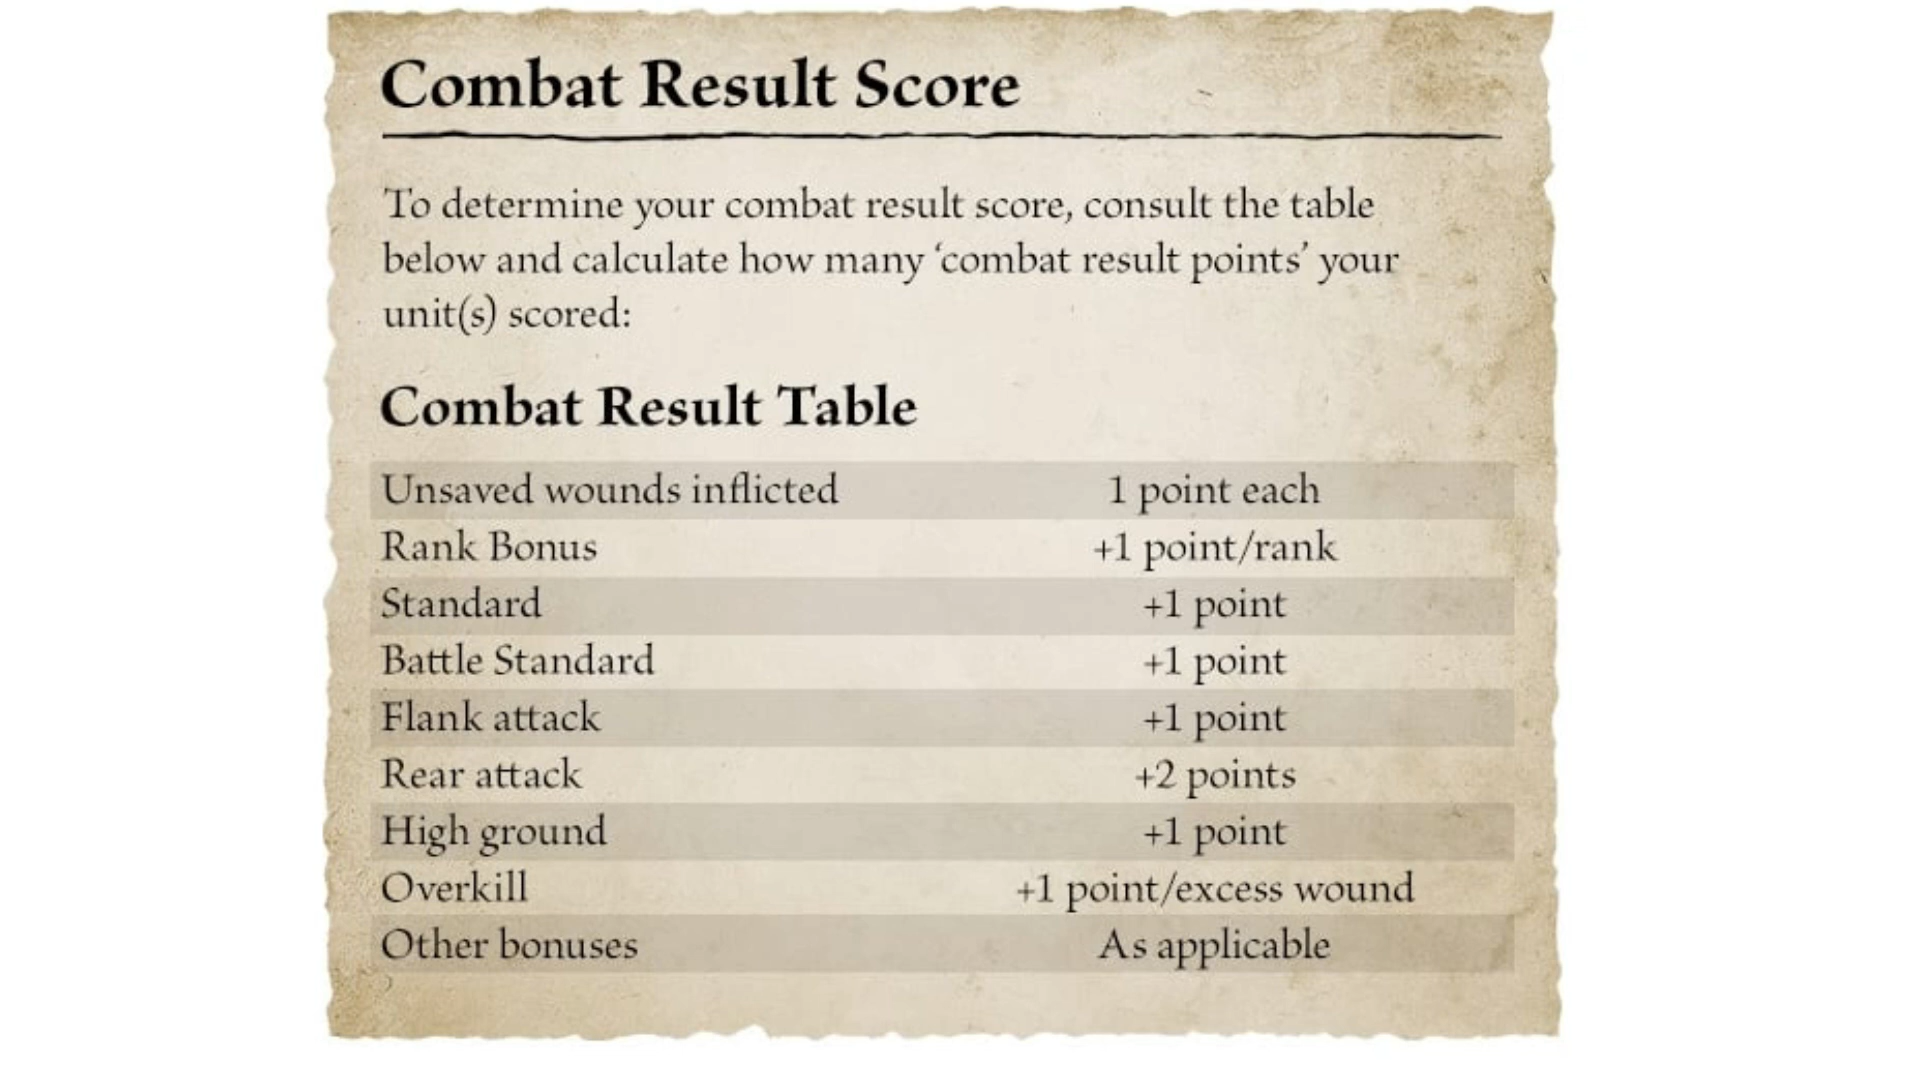 Combat Result Score
To determine your combat result score, consult the table
below and calculate how many ‘combat result points’ your
unit(s) scored:
Combat Result Table
Unsaved wounds inflicted 1 point each
Rank Bonus +1 point/rank
Standard +1 point
Battle Standard +1 point
Flank attack +1 point
Rear attack +2 points
High ground +1 point
Overkill +1 point/excess wound
Other bonuses As applicable